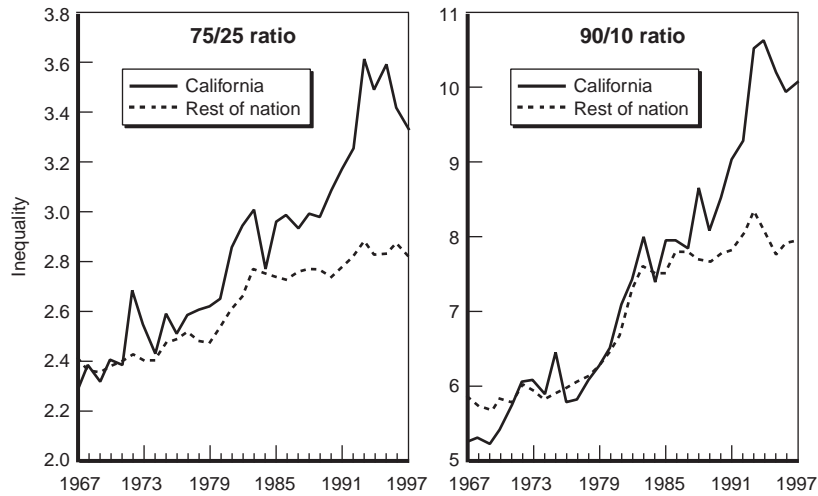 75/25 ratio
California
Rest of nation
Inequality
3.8
3.6
3.4
3.2
3.0
2.8
2.6
2.4
2.2
2.0
1967 1973 1979 1985 1991 1997
90/10 ratio
California
Rest of nation
11
10
9
8
7
6
5
1967 1973 1979 1985 1991 1997